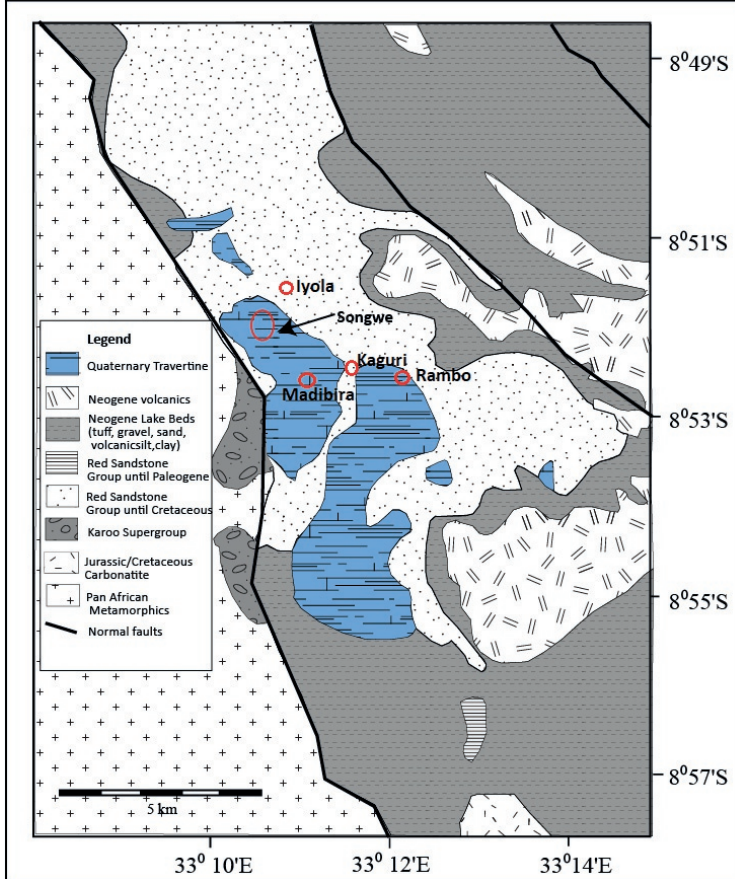 8⁰49'S
8⁰51'S
Iyola
Songwe
Kaguri
Rambo
Madibira
8⁰53'S
8⁰55'S
8⁰57'S
Legend
Quaternary Travertine
Neogene volcanics
Neogene Lake Beds
(tuff, gravel, sand,
volcanicsilt,clay)
Red Sandstone
Group until Paleogene
Red Sandstone
Group until Cretaceous
Karoo Supergroup
Jurassic/Cretaceous
Carbonatite
Pan African
Metamorphics
Normal faults
5 km
33⁰ 10'E
33⁰ 12'E
33⁰ 14'E